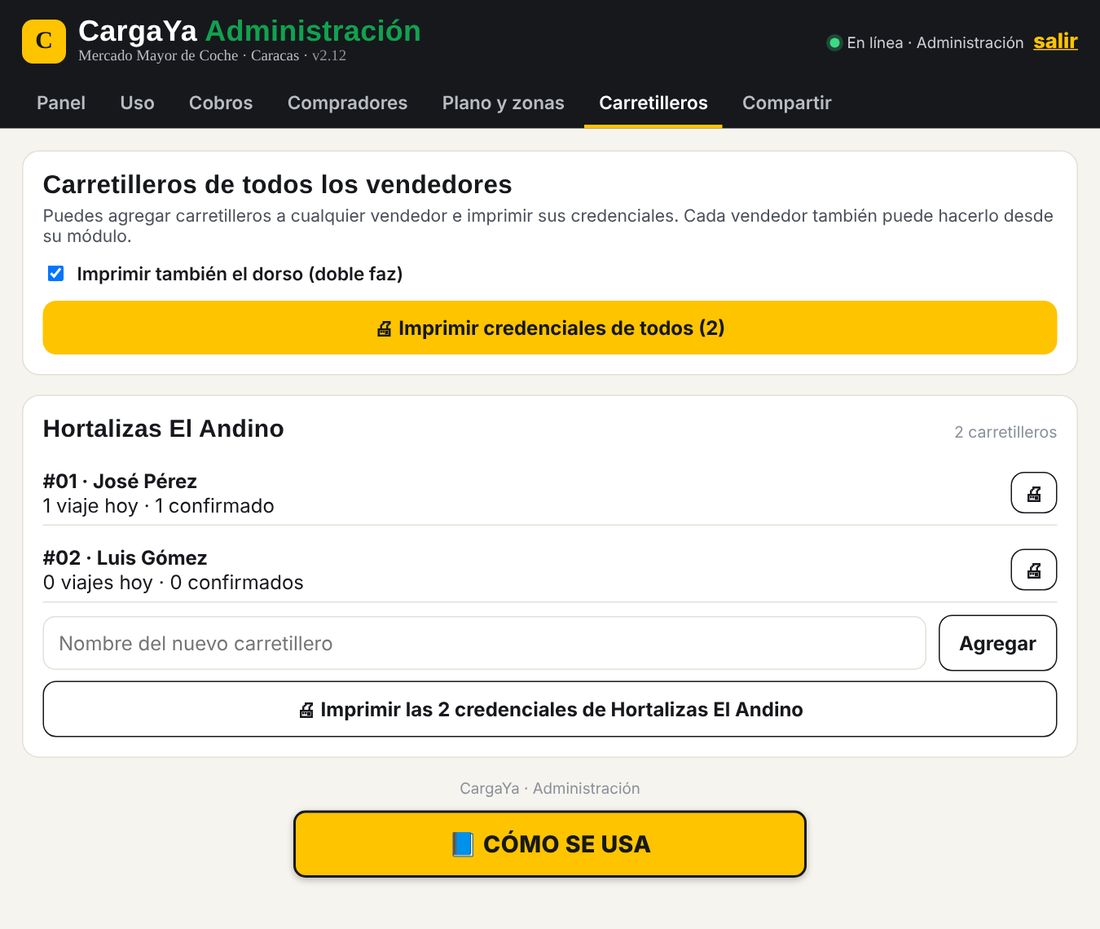 C
CargaYa Administración
Mercado Mayor de Coche · Caracas · v2.12
En línea · Administración salir
Panel Uso Cobros Compradores Plano y zonas Carretilleros Compartir
Carretilleros de todos los vendedores
Puedes agregar carretilleros a cualquier vendedor e imprimir sus credenciales. Cada vendedor también puede hacerlo desde
su módulo.
Imprimir también el dorso (doble faz)
🖨 Imprimir credenciales de todos (2)
Hortalizas El Andino 2 carretilleros
#01 · José Pérez
1 viaje hoy · 1 confirmado
#02 · Luis Gómez
0 viajes hoy · 0 confirmados
Nombre del nuevo carretillero Agregar
🖨 Imprimir las 2 credenciales de Hortalizas El Andino
CargaYa · Administración
📘 CÓMO SE USA